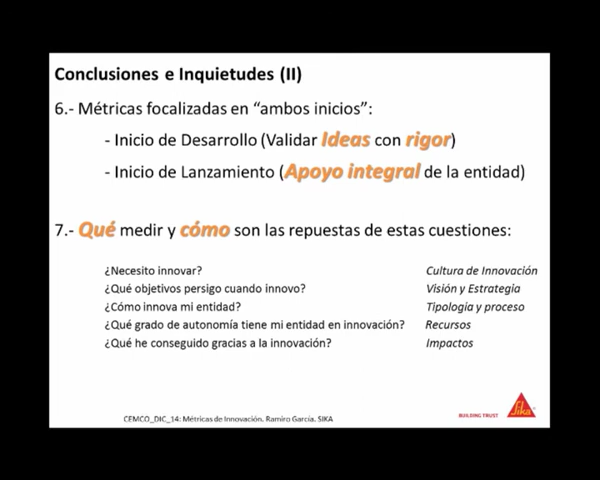 Conclusiones e Inquietudes (II)
6.- Métricas focalizadas en “ambos inicios”:
- Inicio de Desarrollo (Validar Ideas con rigor)
- Inicio de Lanzamiento (Apoyo integral de la entidad)
7.- Qué medir y cómo son las repuestas de estas cuestiones:
¿Necesito innovar? Cultura de Innovación
¿Qué objetivos persigo cuando innovo? Visión y Estrategia
¿Cómo innova mi entidad? Tipología y proceso
¿Qué grado de autonomía tiene mi entidad en innovación? Recursos
¿Qué he conseguido gracias a la innovación? Impactos
CEMCO_DIC_14: Métricas de Innovación. Ramiro García. SIKA
BUILDING TRUST
Sika